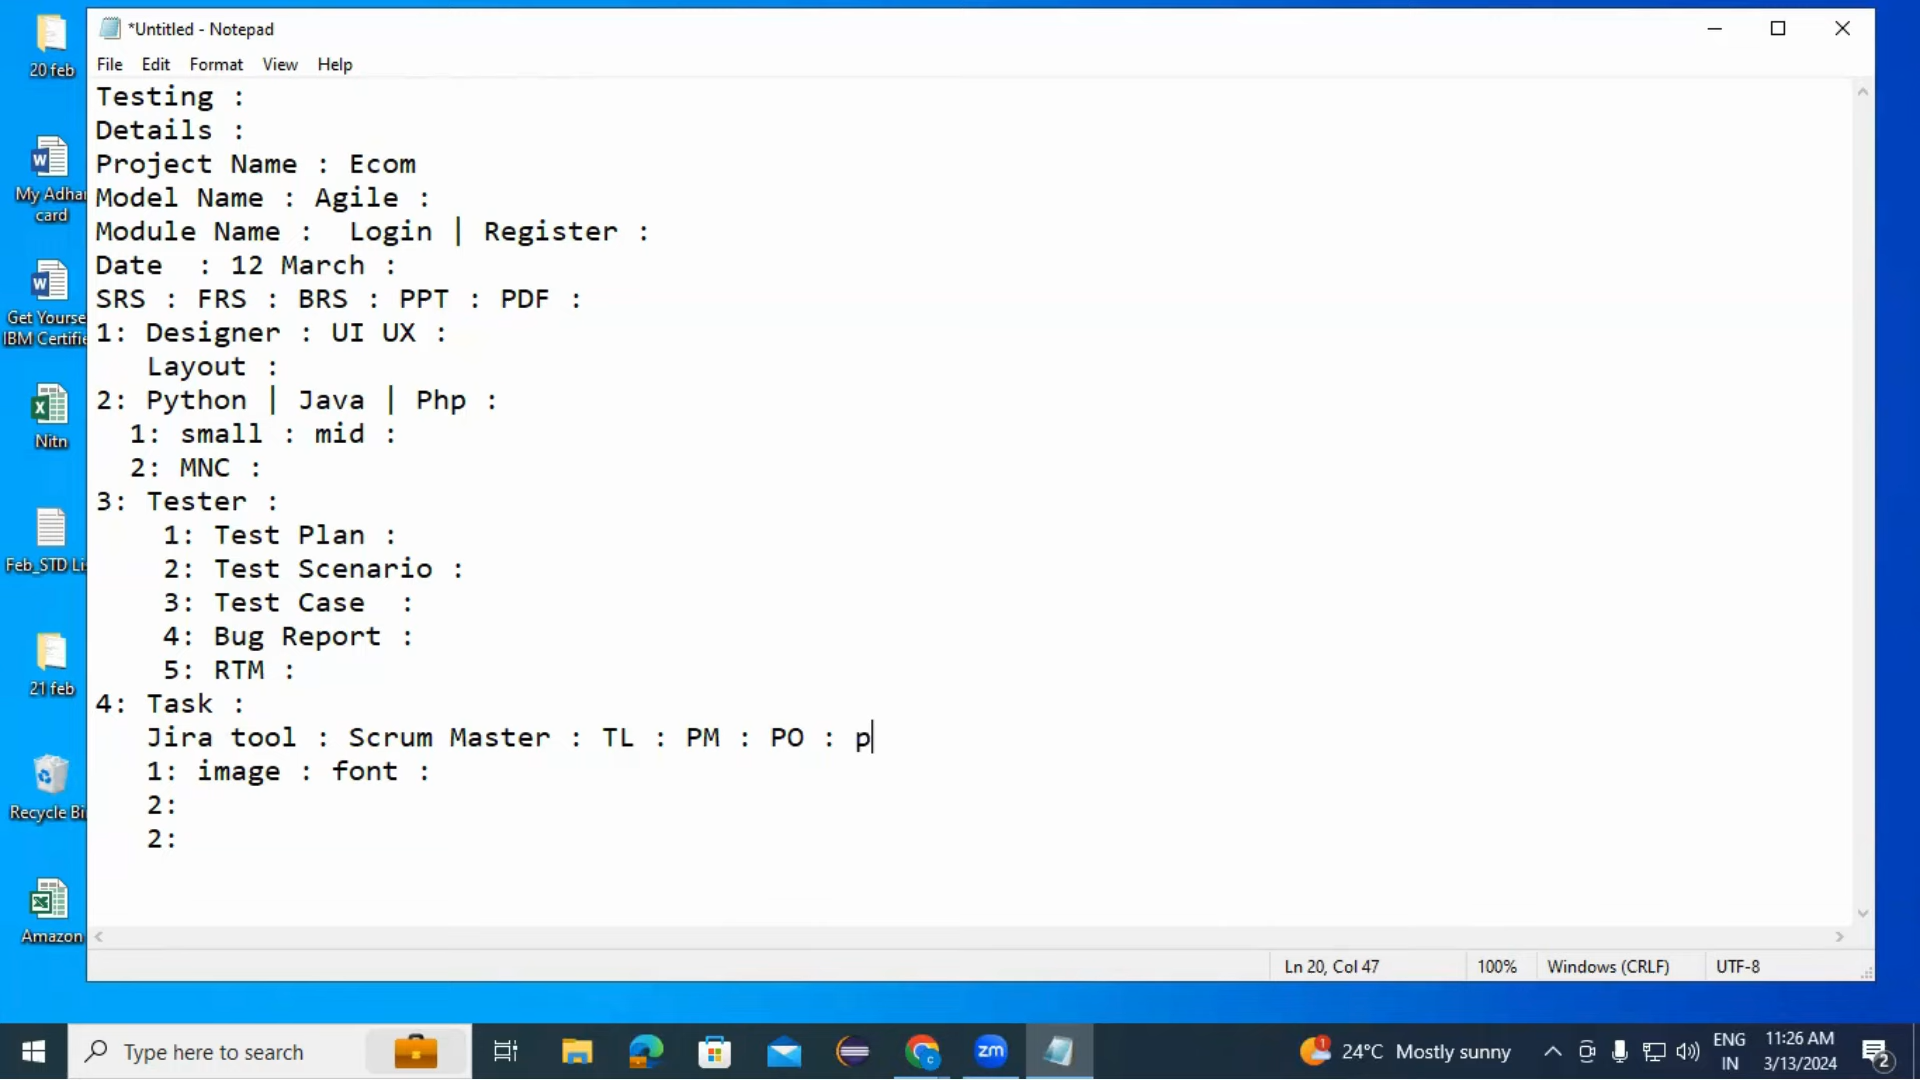 *Untitled - Notepad
File Edit Format View Help
Testing :
Details :
Project Name : Ecom
Model Name : Agile :
Module Name :  Login | Register :
Date  : 12 March :
SRS : FRS : BRS : PPT : PDF :
1: Designer : UI UX :
Layout :
2: Python | Java | Php :
1: small : mid :
2: MNC :
3: Tester :
1: Test Plan :
2: Test Scenario :
3: Test Case  :
4: Bug Report :
5: RTM :
4: Task :
Jira tool : Scrum Master : TL : PM : PO : p
1: image : font :
2:
2:
Ln 20, Col 47
100%
Windows (CRLF)
UTF-8
20 feb
My Adha
card
Get Yourse
IBM Certifi
Nitn
Feb_STD Li
21 feb
Recycle Bi
Amazon
Type here to search
zm
1
24°C Mostly sunny
ENG
IN
11:26 AM
3/13/2024
2